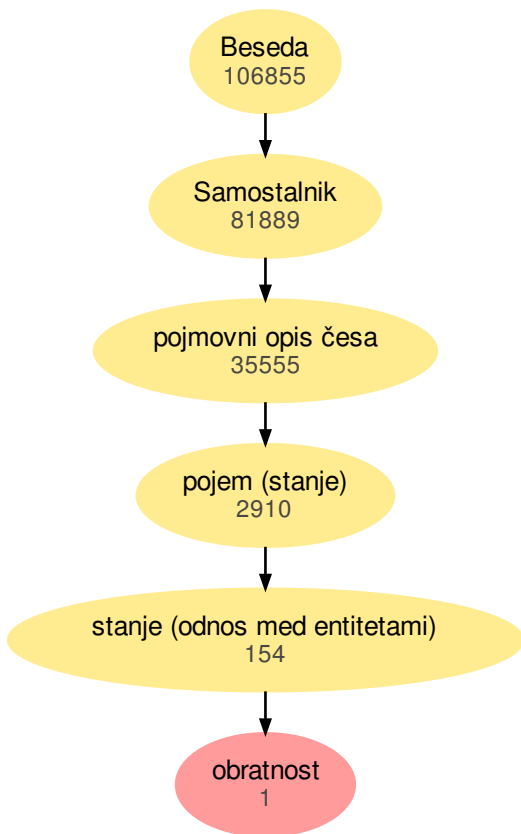 Beseda
106855
Samostalnik
81889
pojmovni opis česa
35555
pojem (stanje)
2910
stanje (odnos med entitetami)
154
obratnost
1